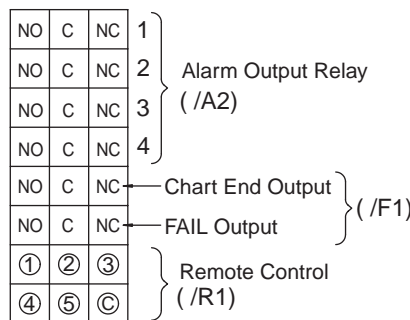 NO C NC 1
NO C NC 2
Alarm Output Relay
( /A2)
NO C NC 3
NO C NC 4
NO C NC Chart End Output
( /F1)
NO C NC FAIL Output
① ② ③ Remote Control
④ ⑤ Ⓒ ( /R1)